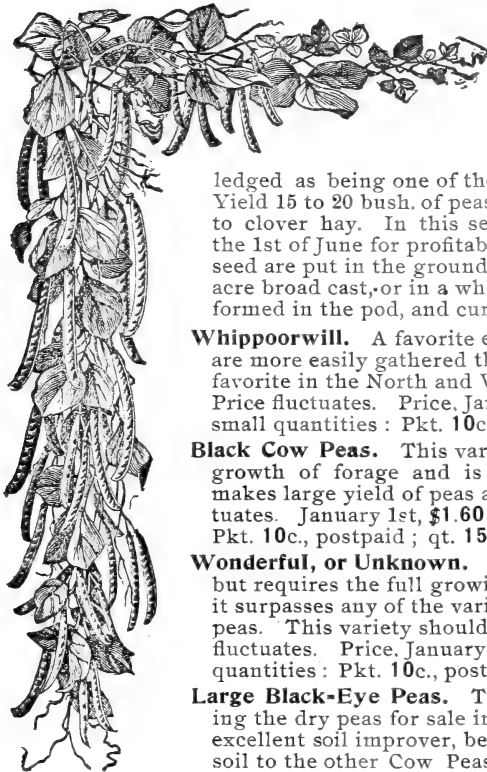 ledged as being one of the
Yield 15 to 20 bush. of peas
to clover hay. In this se
the 1st of June for profitab
seed are put in the ground
acre broad cast, or in a wh
formed in the pod, and cur
Whippoorwill. A favorite e
are more easily gathered th
favorite in the North and W
Price fluctuates. Price, Jan
small quantities : Pkt. 10c
Black Cow Peas. This vari
growth of forage and is
makes large yield of peas a
tuates. January 1st, $1.60
Pkt. 10c., postpaid ; qt. 15
Wonderful, or Unknown.
but requires the full growi
it surpasses any of the vari
peas. This variety should
fluctuates. Price, January
quantities : Pkt. 10c., post
Large Black-Eye Peas. T
ing the dry peas for sale in
excellent soil improver, be
soil to the other Cow Peas